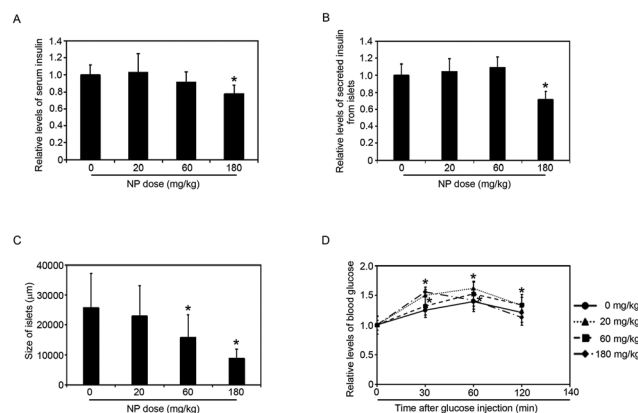 A
Relative levels of serum insulin
1.4
1.2
1.0
0.8
0.6
0.4
0.2
0
*
0 20 60 180
NP dose (mg/kg)
B
Relative levels of secreted insulin
from islets
1.4
1.2
1.0
0.8
0.6
0.4
0.2
0
*
0 20 60 180
NP dose (mg/kg)
C
Size of islets (μm)
40000
30000
20000
10000
0
*
*
0 20 60 180
NP dose (mg/kg)
D
Relative levels of blood glucose
2.0
1.5
1.0
0.5
0
* * *
* *
0 30 60 120 140
Time after glucose injection (min)
0 mg/kg
20 mg/kg
60 mg/kg
180 mg/kg